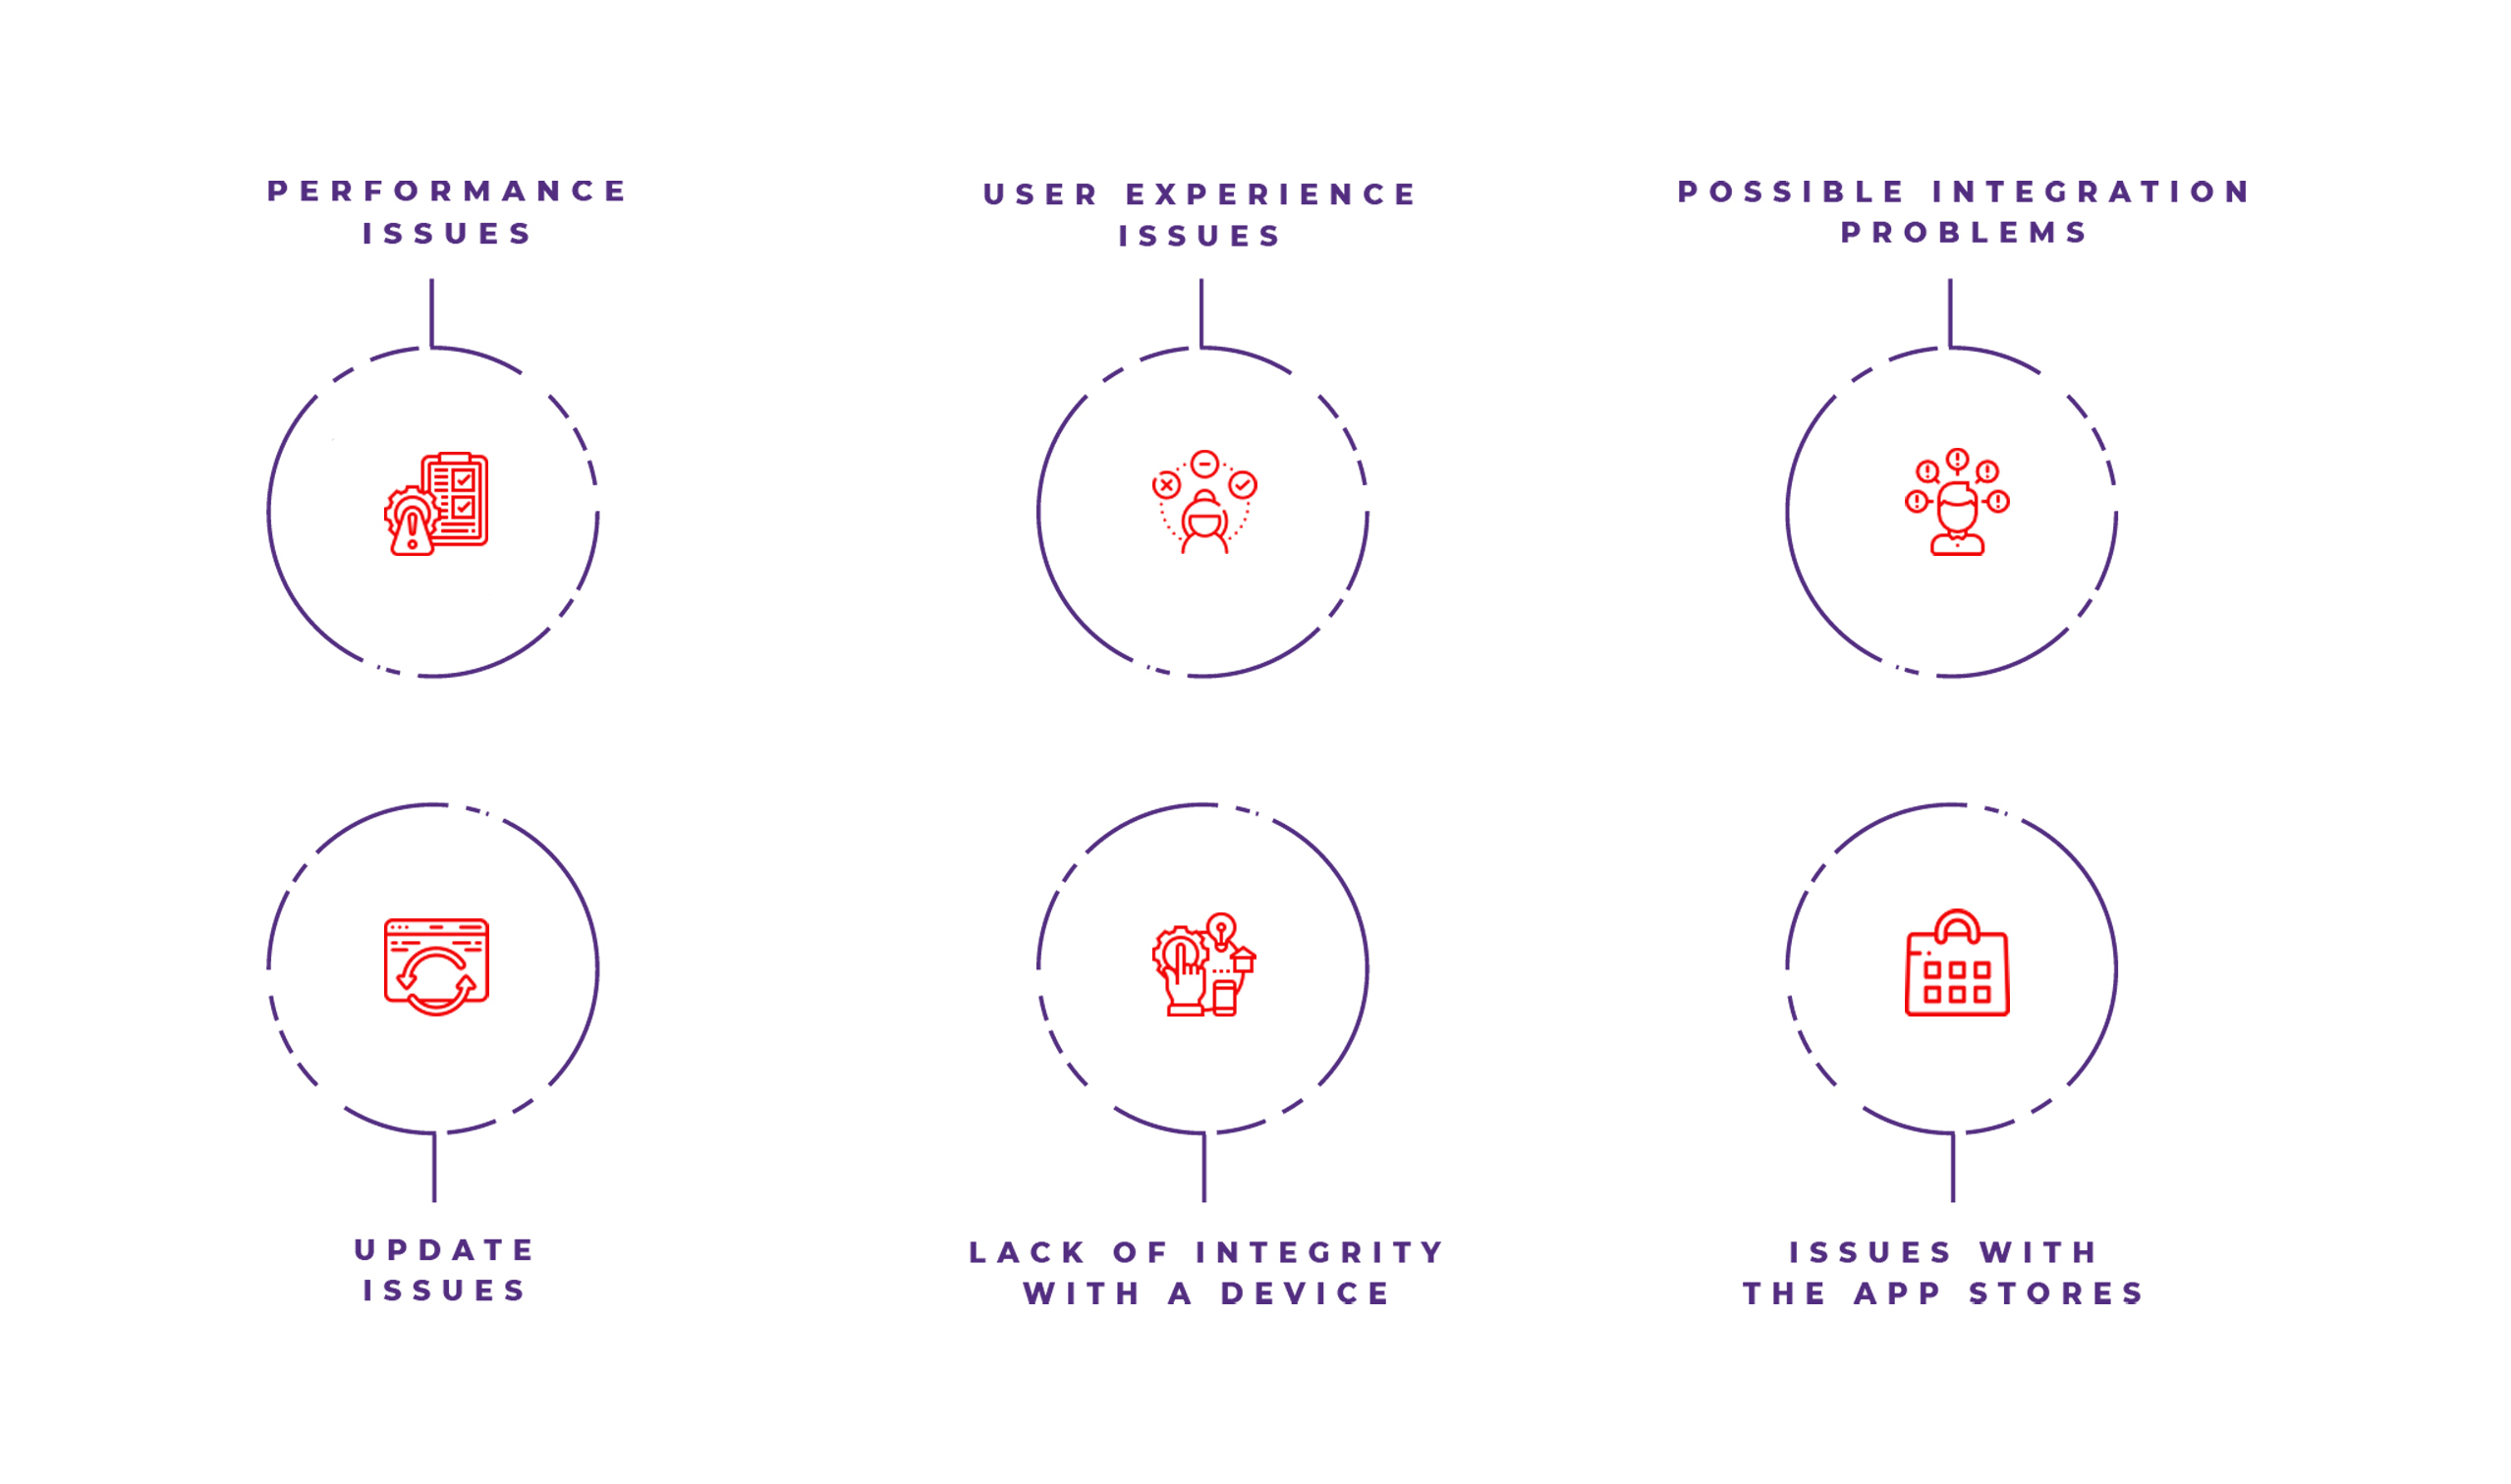 PERFORMANCE
ISSUES
USER EXPERIENCE
ISSUES
POSSIBLE INTEGRATION
PROBLEMS
UPDATE
ISSUES
LACK OF INTEGRITY
WITH A DEVICE
ISSUES WITH
THE APP STORES